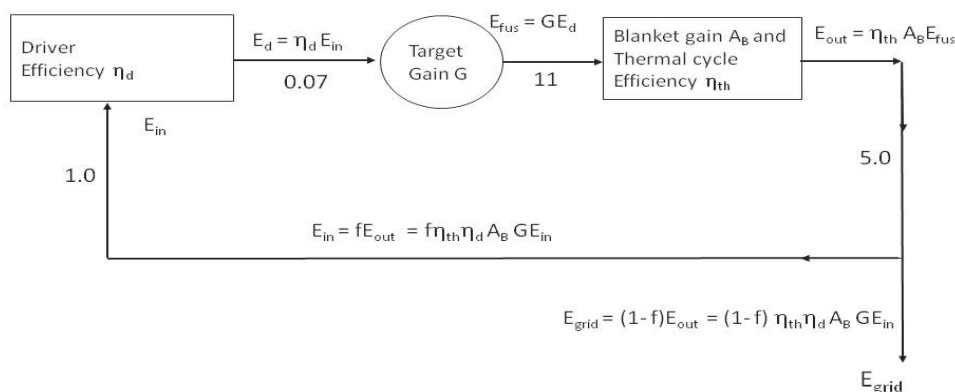 Driver
Efficiency η_d
E_d = η_d E_in
0.07
Target
Gain G
E_fus = GE_d
11
Blanket gain A_B and
Thermal cycle
Efficiency η_th
E_out = η_th A_B E_fus
E_in
1.0
5.0
E_in = fE_out = fη_th η_d A_B GE_in
E_grid = (1-f)E_out = (1-f) η_th η_d A_B GE_in
E_grid